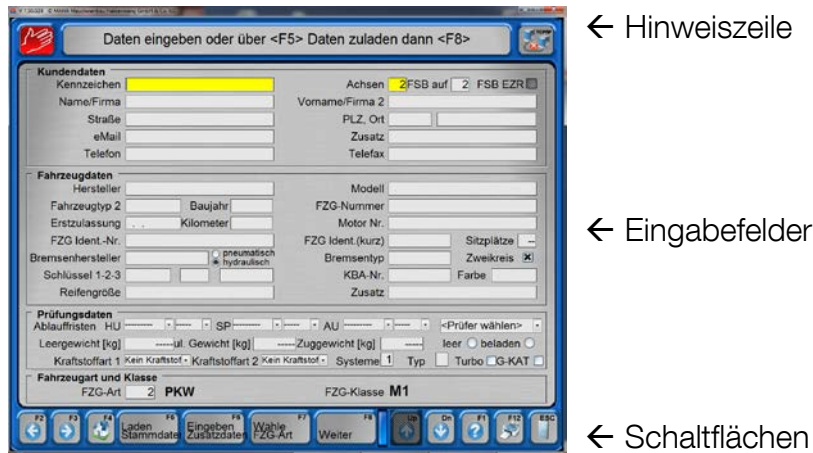 Daten eingeben oder über <F5> Daten zuladen dann <F8>
← Hinweiszeile
Kundendaten
Kennzeichen Achsen 2 FSB auf 2 FSB EZR
Name/Firma Vorname/Firma 2
Straße PLZ, Ort
eMail Zusatz
Telefon Telefax
Fahrzeugdaten
Hersteller Modell
Fahrzeugtyp 2 Baujahr FZG-Nummer
Erstzulassung . . Kilometer Motor Nr.
← Eingabefelder
FZG Ident.-Nr. FZG Ident.(kurz) Sitzplätze --
Bremsenhersteller pneumatisch hydraulisch Bremsentyp Zweikreis
Schlüssel 1-2-3 KBA-Nr. Farbe
Reifengröße Zusatz
Prüfungsdaten
Ablauffristen HU -------- ----- SP -------- ----- AU -------- ----- <Prüfer wählen>
Leergewicht [kg] -----ul. Gewicht [kg] -----Zuggewicht [kg] ----- leer beladen
Kraftstoffart 1 Kein Kraftstof Kraftstoffart 2 Kein Kraftstof Systeme 1 Typ Turbo G-KAT
Fahrzeugart und Klasse
FZG-Art 2 PKW FZG-Klasse M1
F2 F3 F4 Laden Stammdate Eingeben Zusatzdaten Wähle FZG-Art F7 Weiter F8 Up Dn F1 F12 ESC
← Schaltflächen